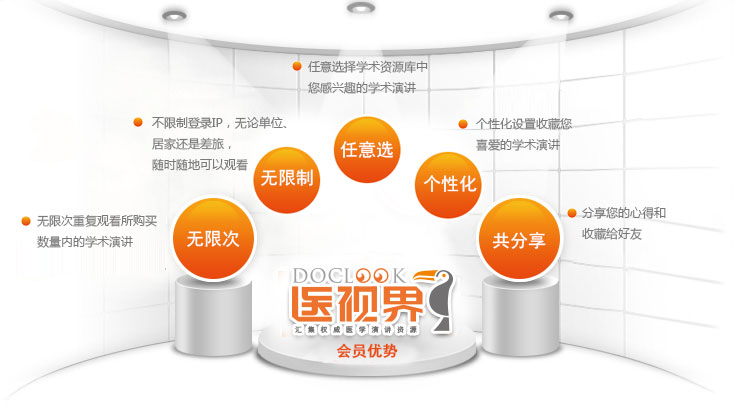 任意选择学术资源库中
您感兴趣的学术演讲
不限制登录IP，无论单位、
居家还是差旅，
随时随地可以观看
个性化设置收藏您
喜爱的学术演讲
无限次重复观看所购买
数量内的学术演讲
分享您的心得和
收藏给好友
无限次
无限制
任意选
个性化
共分享
DOCLOOK
医视界
汇集权威医学演讲资源
会员优势